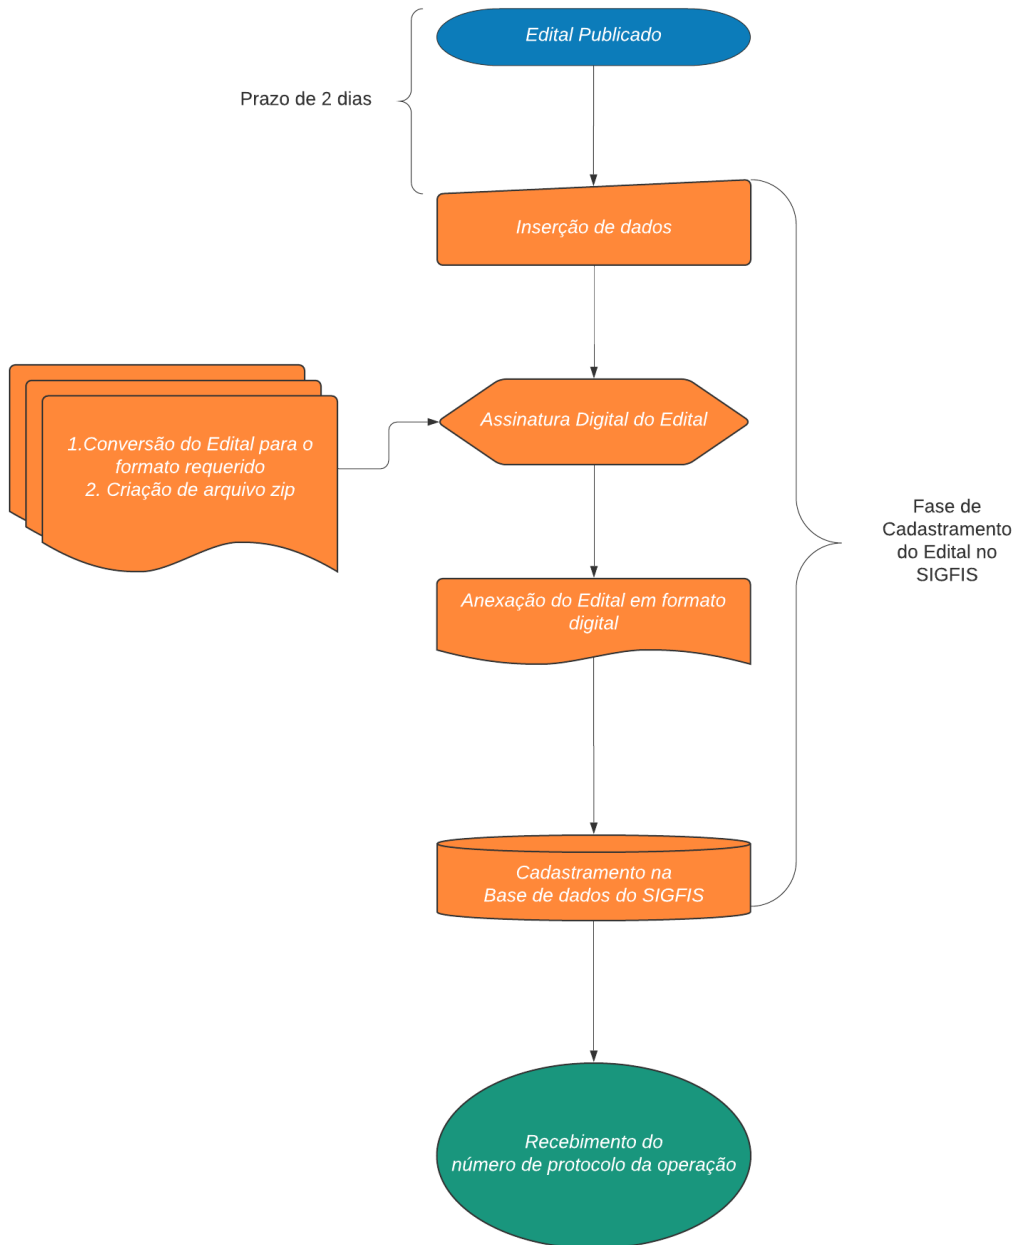 Edital Publicado
Prazo de 2 dias
Inserção de dados
Assinatura Digital do Edital
1.Conversão do Edital para o
formato requerido
2. Criação de arquivo zip
Fase de
Cadastramento
do Edital no
SIGFIS
Anexação do Edital em formato
digital
Cadastramento na
Base de dados do SIGFIS
Recebimento do
número de protocolo da operação